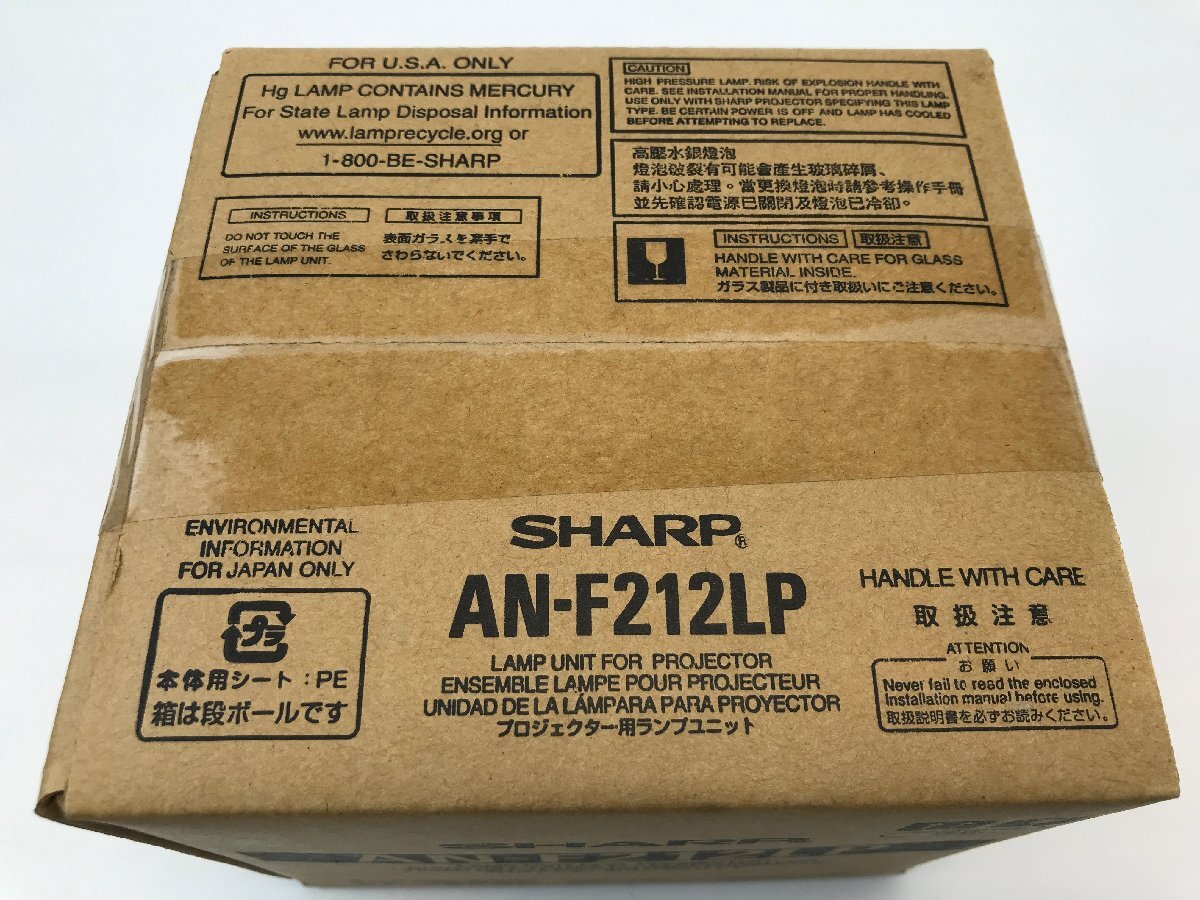 FOR U.S.A. ONLY
Hg LAMP CONTAINS MERCURY
For State Lamp Disposal Information
www.lamprecycle.org or
1-800-BE-SHARP
CAUTION
HIGH PRESSURE LAMP. RISK OF EXPLOSION HANDLE WITH
CARE. SEE INSTALLATION MANUAL FOR PROPER HANDLING.
USE ONLY WITH SHARP PROJECTOR SPECIFYING THIS LAMP
TYPE. BE CERTAIN POWER IS OFF AND LAMP HAS COOLED
BEFORE ATTEMPTING TO REPLACE.
高壓水銀燈泡
燈泡破裂有可能會產生玻璃碎屑、
請小心處理。當更換燈泡時請參考操作手冊
並先確認電源已關閉及燈泡已冷卻。
INSTRUCTIONS 取扱注意事項
DO NOT TOUCH THE
SURFACE OF THE GLASS
OF THE LAMP UNIT.
表面ガラスを素手で
さわらないでください。
INSTRUCTIONS 取扱注意
HANDLE WITH CARE FOR GLASS
MATERIAL INSIDE.
ガラス製品に付き取扱いにご注意ください。
ENVIRONMENTAL
INFORMATION
FOR JAPAN ONLY
プラ
本体用シート：PE
箱は段ボールです
SHARP®
AN-F212LP
LAMP UNIT FOR PROJECTOR
ENSEMBLE LAMPE POUR PROJECTEUR
UNIDAD DE LA LÁMPARA PARA PROYECTOR
プロジェクター用ランプユニット
HANDLE WITH CARE
取扱注意
ATTENTION
お願い
Never fail to read the enclosed
Installation manual before using.
取扱説明書を必ずお読みください。
SHARP